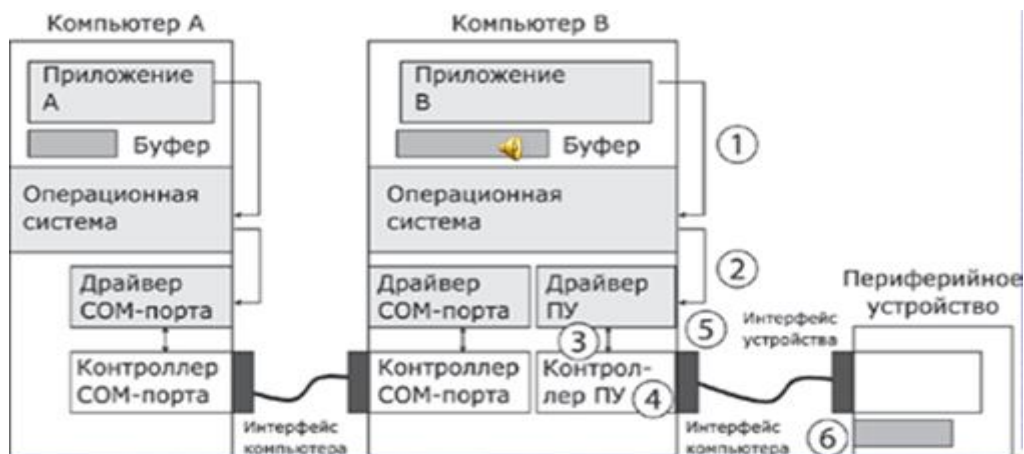 Компьютер А
Приложение
А
Буфер
Операционная
система
Драйвер
СОМ-порта
Контроллер
СОМ-порта
Интерфейс
компьютера
Компьютер В
Приложение
В
Буфер
1
Операционная
система
2
Драйвер
СОМ-порта
Драйвер
ПУ
3
5
Контроллер
СОМ-порта
Контрол-
лер ПУ
4
Интерфейс
компьютера
Периферийное
устройство
Интерфейс
устройства
6